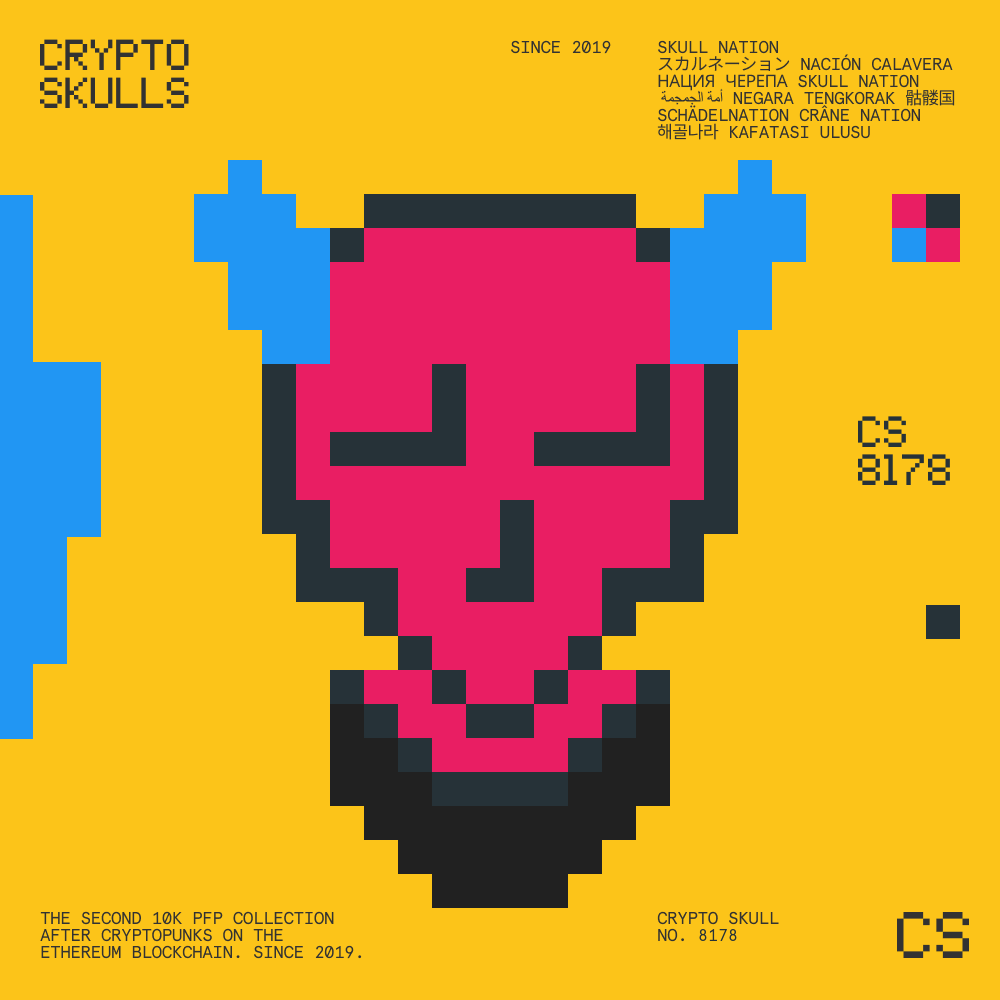 CRYPTO
SKULLS
SINCE 2019
SKULL NATION
スカルネーション NACIÓN CALAVERA
НАЦИЯ ЧЕРЕПА SKULL NATION
أمة الجمجمة NEGARA TENGKORAK 骷髅国
SCHÄDELNATION CRÂNE NATION
해골나라 KAFATASI ULUSU
CS
8178
THE SECOND 10K PFP COLLECTION
AFTER CRYPTOPUNKS ON THE
ETHEREUM BLOCKCHAIN. SINCE 2019.
CRYPTO SKULL
NO. 8178
CS